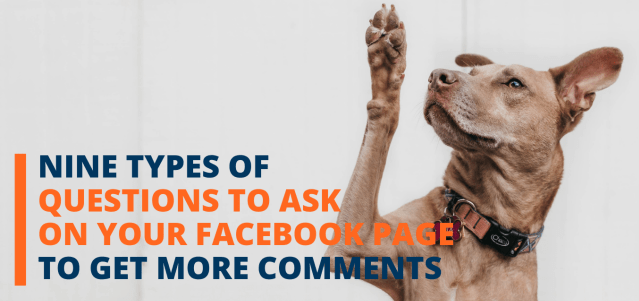 NINE TYPES OF
QUESTIONS TO ASK
ON YOUR FACEBOOK PAGE
TO GET MORE COMMENTS